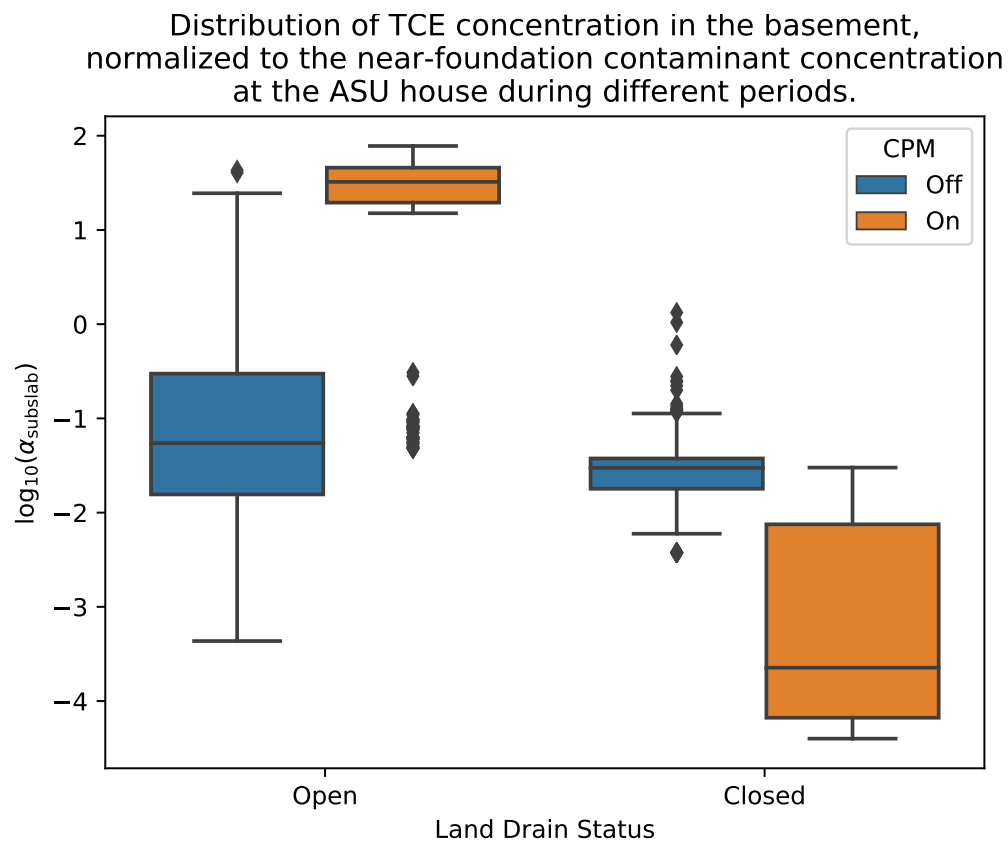 Distribution of TCE concentration in the basement,
normalized to the near-foundation contaminant concentration
at the ASU house during different periods.
CPM
Off
On
2
1
0
−1
−2
−3
−4
log₁₀(α_subslab)
Open
Closed
Land Drain Status